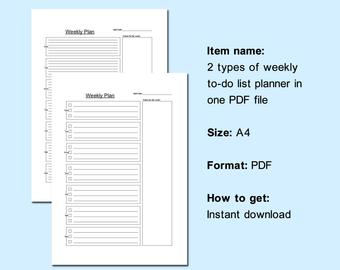 Weekly Plan
Weekly Plan
Item name:
2 types of weekly
to-do list planner in
one PDF file
Size: A4
Format: PDF
How to get:
Instant download